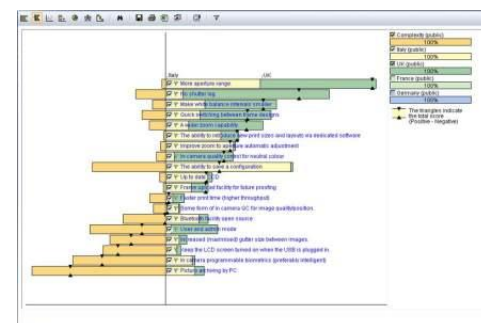 Italy UK
More aperture range
No shutter lag
Make white balance intervals smaller
Quick switching between frame designs
A faster zoom capability
The ability to introduce new print sizes and layouts via dedicated software
Improve zoom to aperture automatic adjustment
In-camera quality control for neutral colour
The ability to save a configuration
Up to date LCD
Frame upload facility for future proofing
Faster print time (higher throughput)
Some form of in camera QC for image quality/position.
Bluetooth facility open source
User and admin mode
Increased (maximised) gutter size between images.
Keep the LCD screen turned on when the USB is plugged in.
In camera programmable biometrics (preferable intelligent)
Picture archiving by PC
Complexity (public)
100%
Italy (public)
100%
UK (public)
100%
France (public)
100%
Germany (public)
100%
The triangles indicate
the total score
(Positive - Negative)